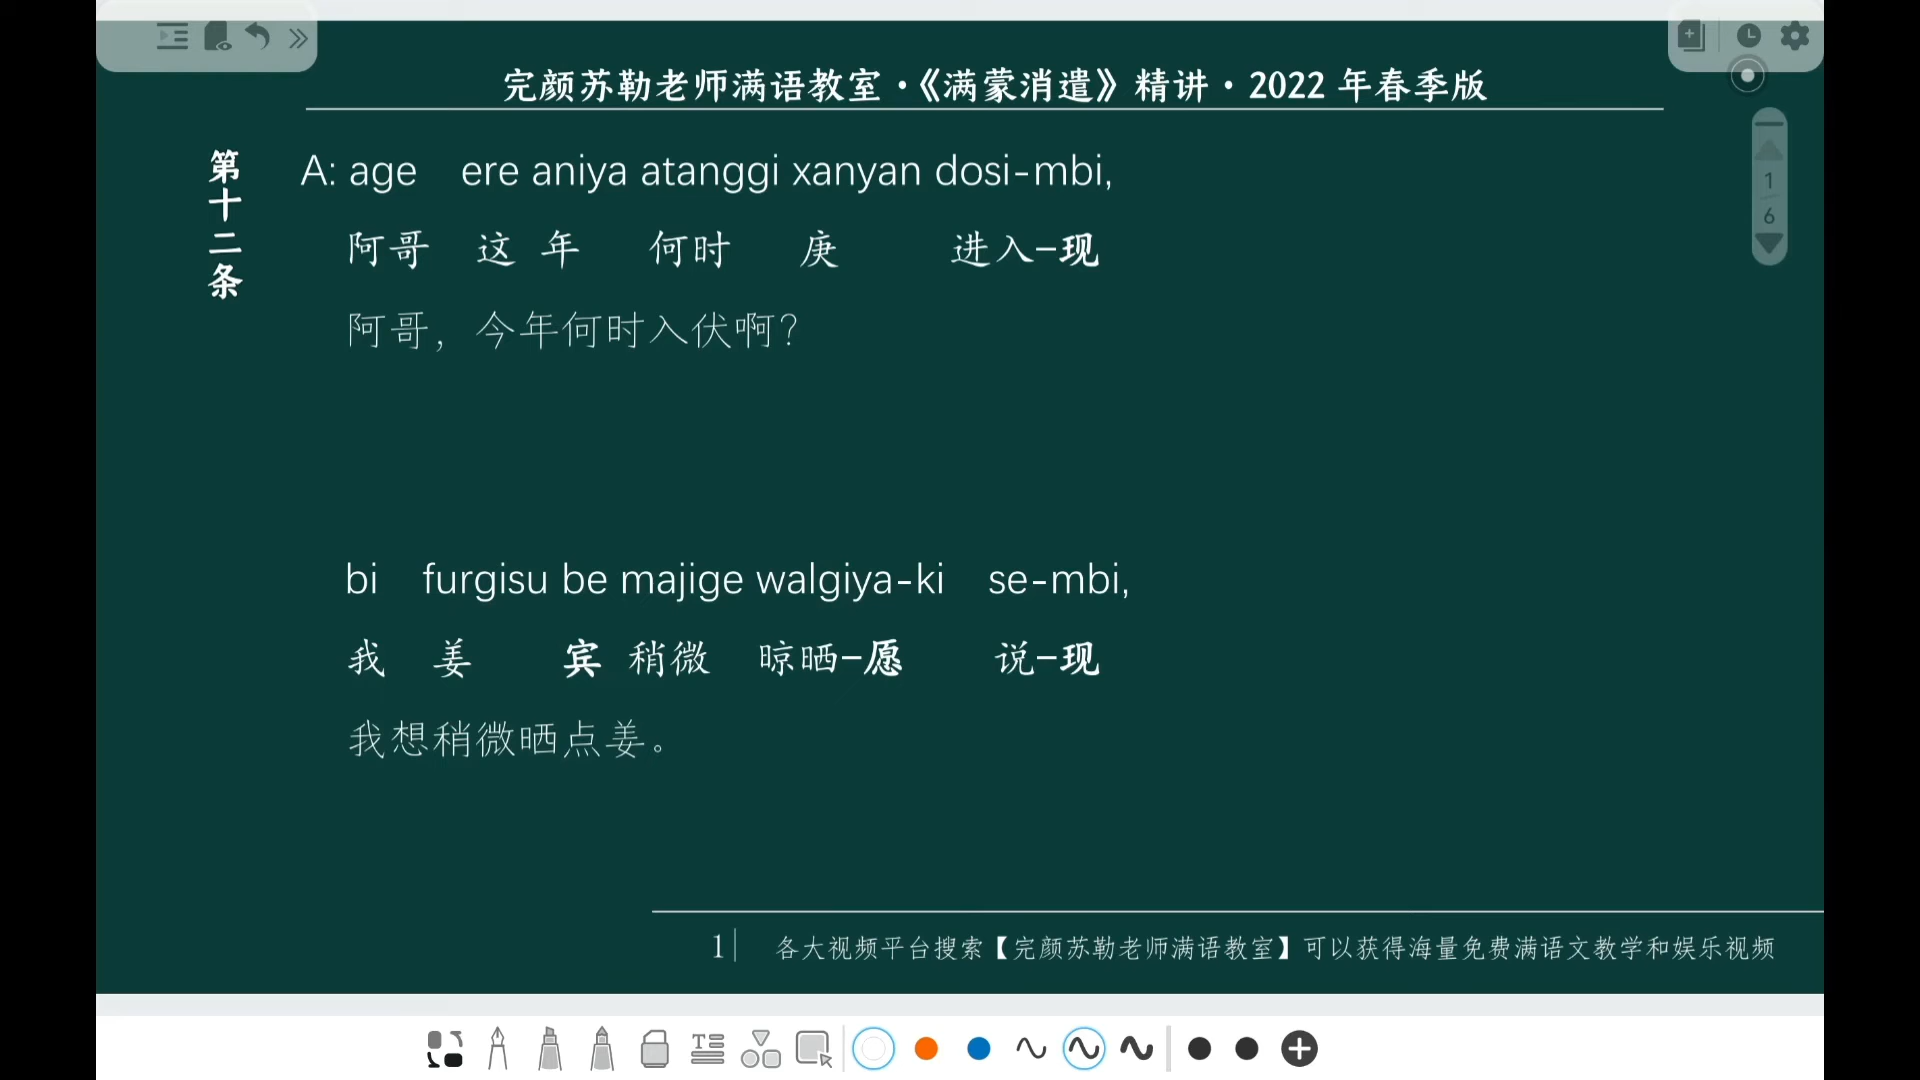 完颜苏勒老师满语教室·《满蒙消遣》精讲·2022 年春季版
第十二条
A: age ere aniya atanggi xanyan dosi-mbi,
阿哥 这 年 何时 庚 进入-现
阿哥，今年何时入伏啊？
bi furgisu be majige walgiya-ki se-mbi,
我 姜 宾 稍微 晾晒-愿 说-现
我想稍微晒点姜。
1
6
1 各大视频平台搜索【完颜苏勒老师满语教室】可以获得海量免费满语文教学和娱乐视频